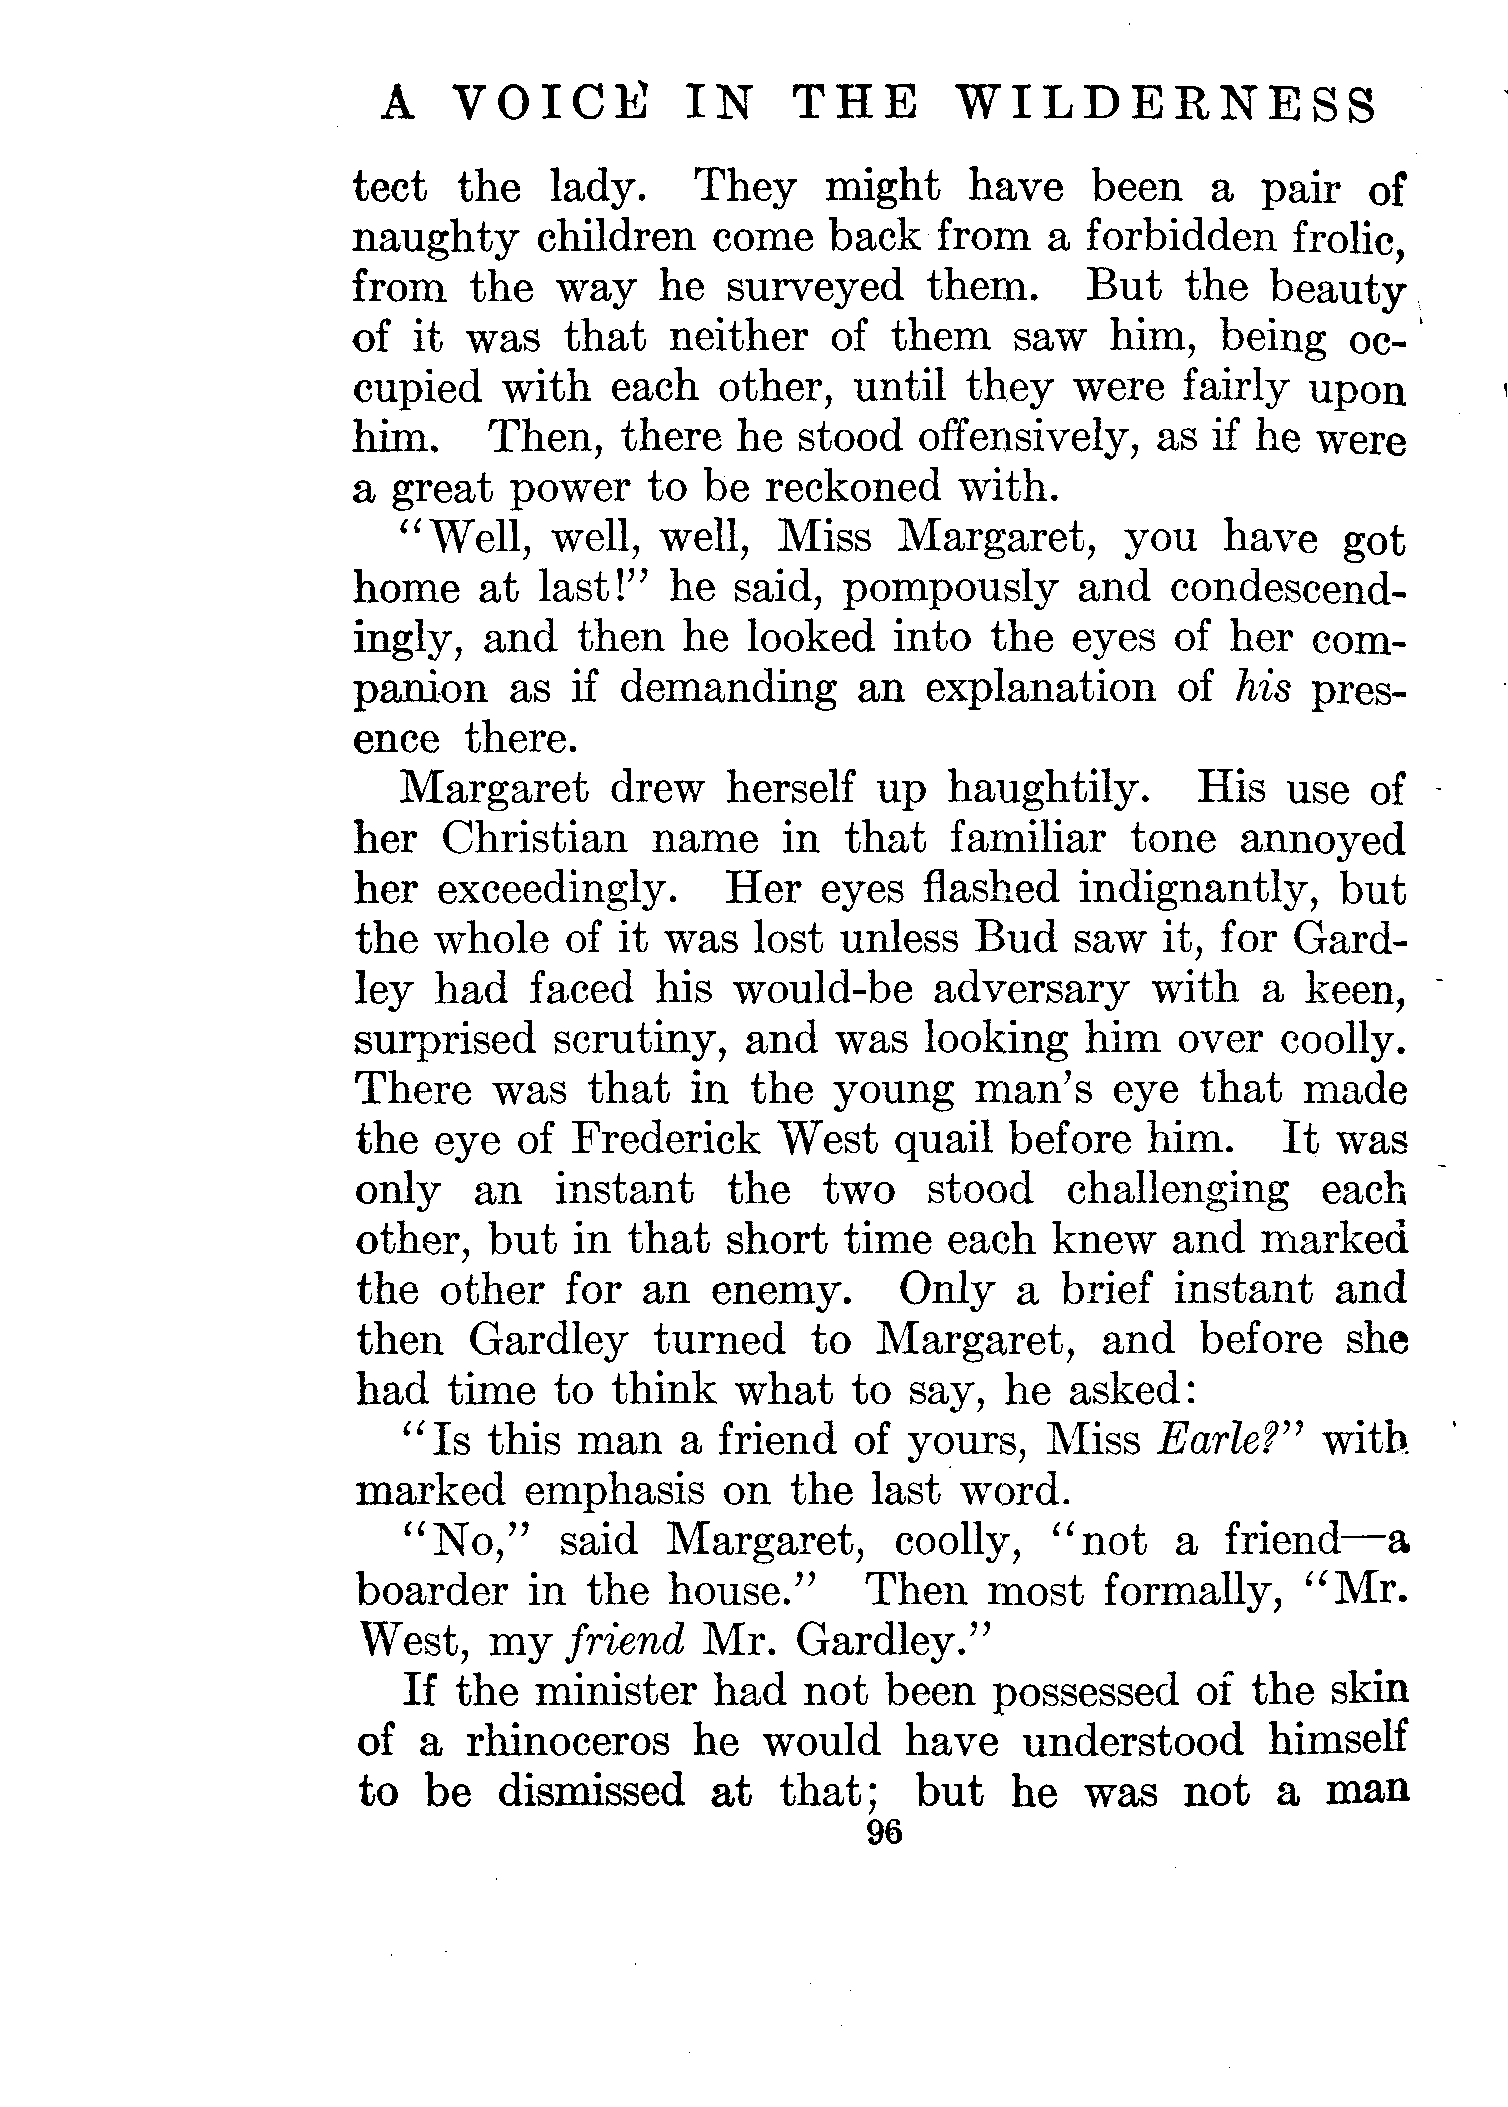 A VOICE IN THE WILDERNESS
tect the lady. They might have been a pair of
naughty children come back from a forbidden frolic,
from the way he surveyed them. But the beauty
of it was that neither of them saw him, being oc-
cupied with each other, until they were fairly upon
him. Then, there he stood offensively, as if he were
a great power to be reckoned with.
"Well, well, well, Miss Margaret, you have got
home at last!" he said, pompously and condescend-
ingly, and then he looked into the eyes of her com-
panion as if demanding an explanation of his pres-
ence there.
Margaret drew herself up haughtily. His use of
her Christian name in that familiar tone annoyed
her exceedingly. Her eyes flashed indignantly, but
the whole of it was lost unless Bud saw it, for Gard-
ley had faced his would-be adversary with a keen,
surprised scrutiny, and was looking him over coolly.
There was that in the young man's eye that made
the eye of Frederick West quail before him. It was
only an instant the two stood challenging each
other, but in that short time each knew and marked
the other for an enemy. Only a brief instant and
then Gardley turned to Margaret, and before she
had time to think what to say, he asked:
"Is this man a friend of yours, Miss Earle?" with
marked emphasis on the last word.
"No," said Margaret, coolly, "not a friend—a
boarder in the house." Then most formally, "Mr.
West, my friend Mr. Gardley."
If the minister had not been possessed of the skin
of a rhinoceros he would have understood himself
to be dismissed at that; but he was not a man
96